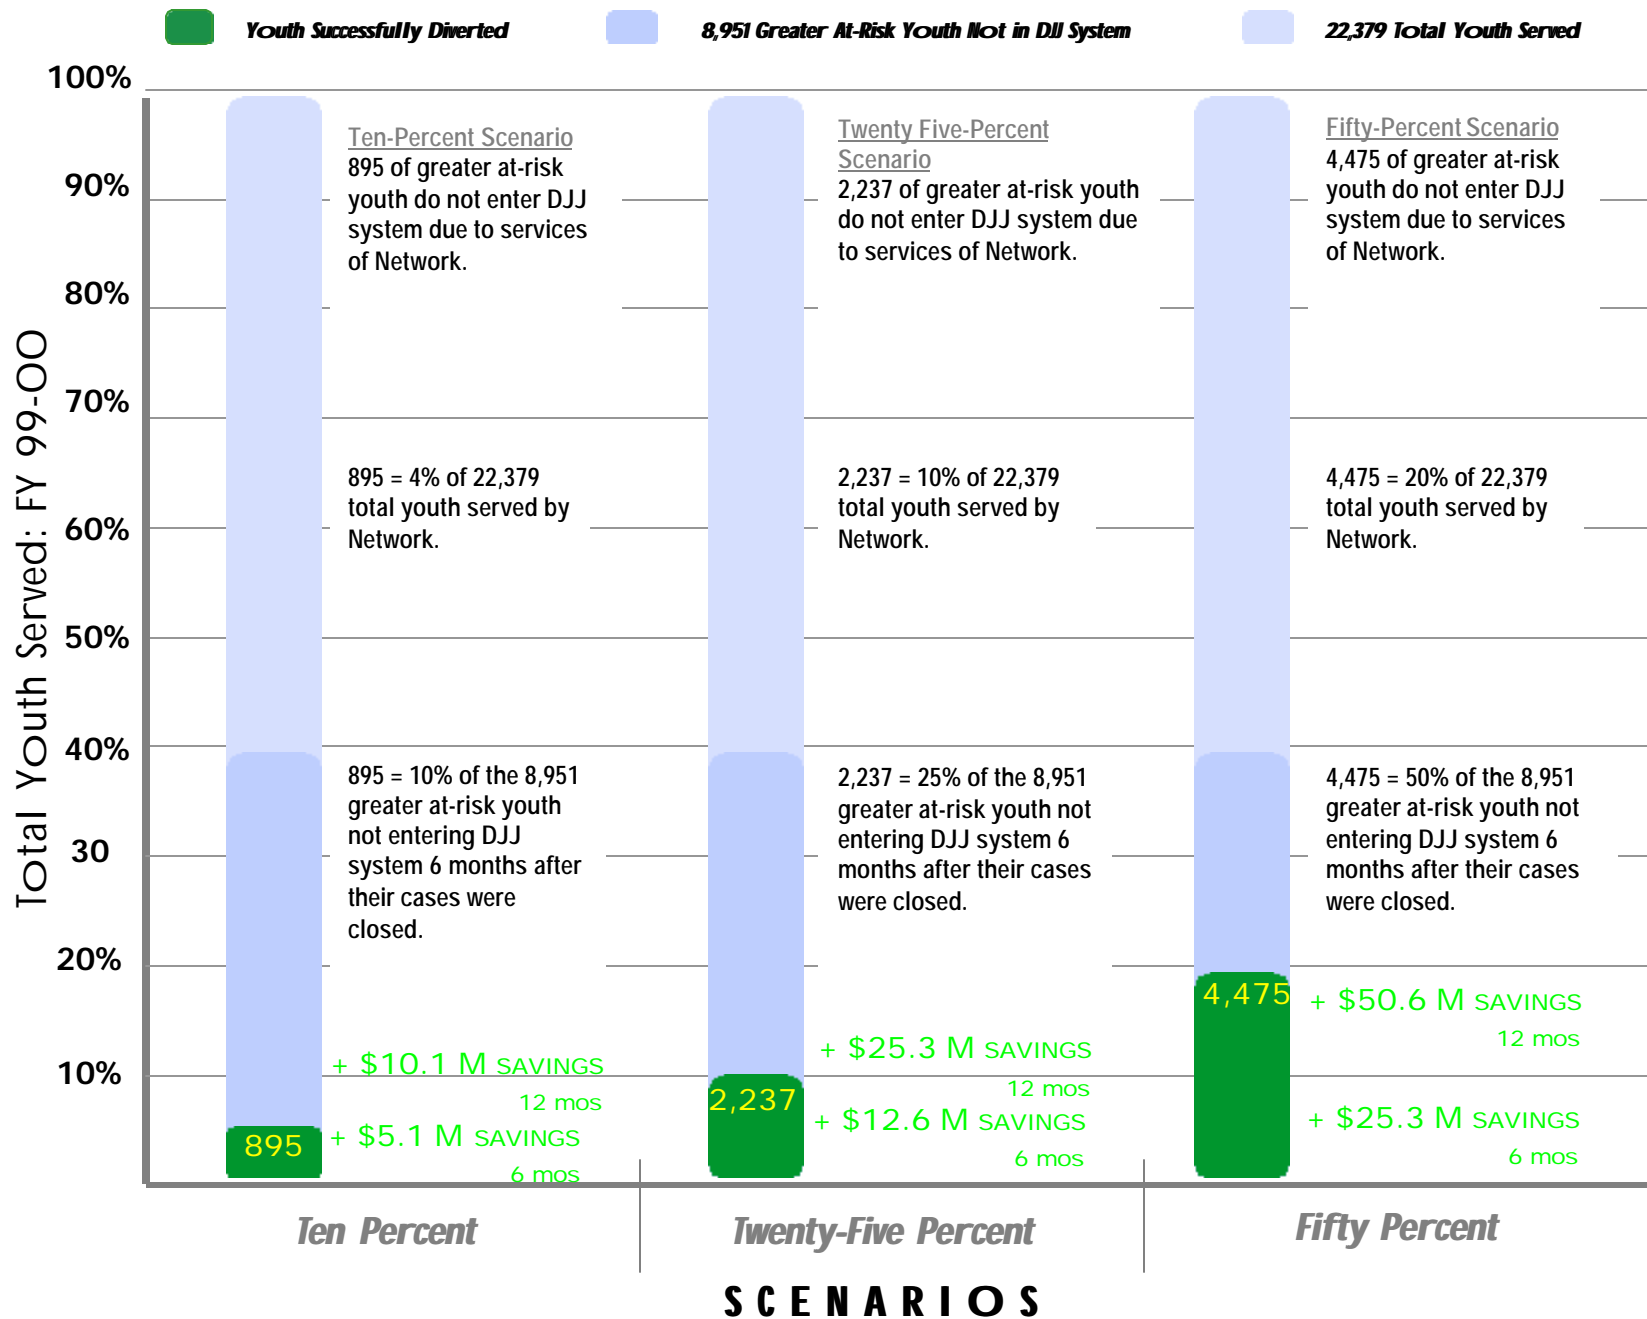 Youth Successfully Diverted
8,951 Greater At-Risk Youth Not in DJJ System
22,379 Total Youth Served
Total Youth Served: FY 99-00
100%
90%
80%
70%
60%
50%
40%
30
20%
10%
Ten-Percent Scenario
895 of greater at-risk
youth do not enter DJJ
system due to services
of Network.
895 = 4% of 22,379
total youth served by
Network.
895 = 10% of the 8,951
greater at-risk youth
not entering DJJ
system 6 months after
their cases were
closed.
+ $10.1 M SAVINGS
12 mos
895
+ $5.1 M SAVINGS
6 mos
Twenty Five-Percent
Scenario
2,237 of greater at-risk youth
do not enter DJJ system due
to services of Network.
2,237 = 10% of 22,379
total youth served by
Network.
2,237 = 25% of the 8,951
greater at-risk youth not
entering DJJ system 6
months after their cases
were closed.
+ $25.3 M SAVINGS
12 mos
2,237
+ $12.6 M SAVINGS
6 mos
Fifty-Percent Scenario
4,475 of greater at-risk
youth do not enter DJJ
system due to services
of Network.
4,475 = 20% of 22,379
total youth served by
Network.
4,475 = 50% of the 8,951
greater at-risk youth not
entering DJJ system 6
months after their cases
were closed.
4,475
+ $50.6 M SAVINGS
12 mos
+ $25.3 M SAVINGS
6 mos
Ten Percent
Twenty-Five Percent
Fifty Percent
SCENARIOS